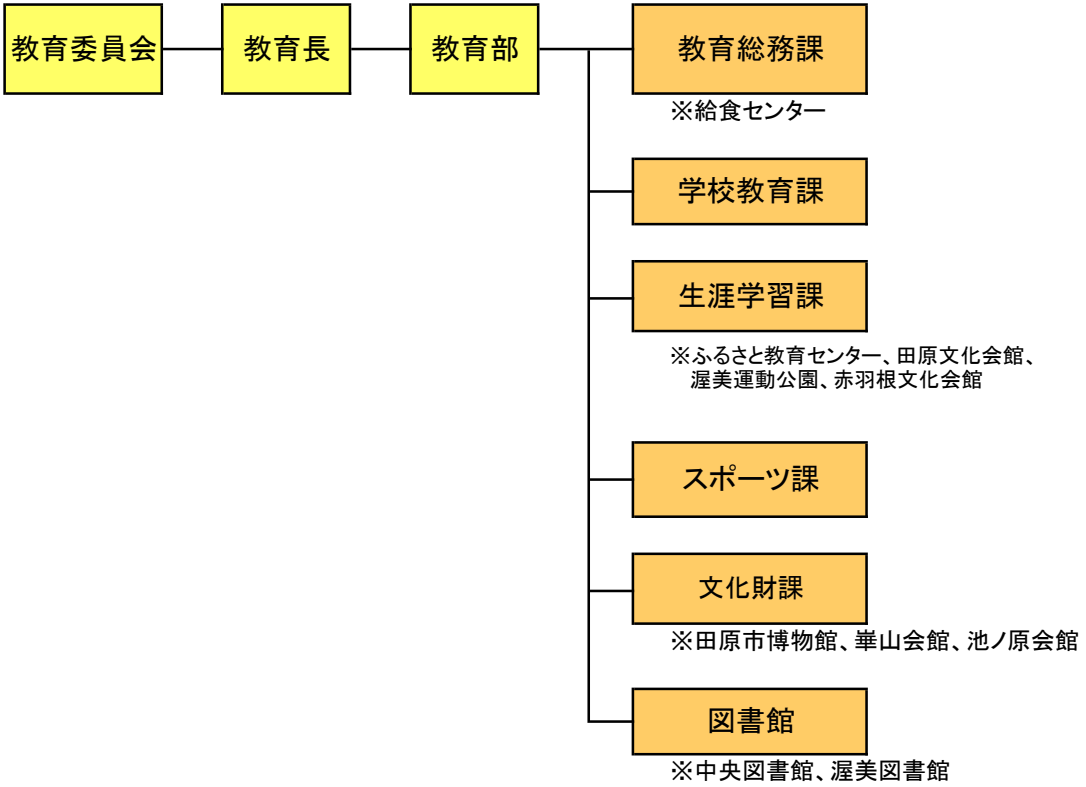 教育委員会
教育長
教育部
教育総務課
※給食センター
学校教育課
生涯学習課
※ふるさと教育センター、田原文化会館、
渥美運動公園、赤羽根文化会館
スポーツ課
文化財課
※田原市博物館、崋山会館、池ノ原会館
図書館
※中央図書館、渥美図書館